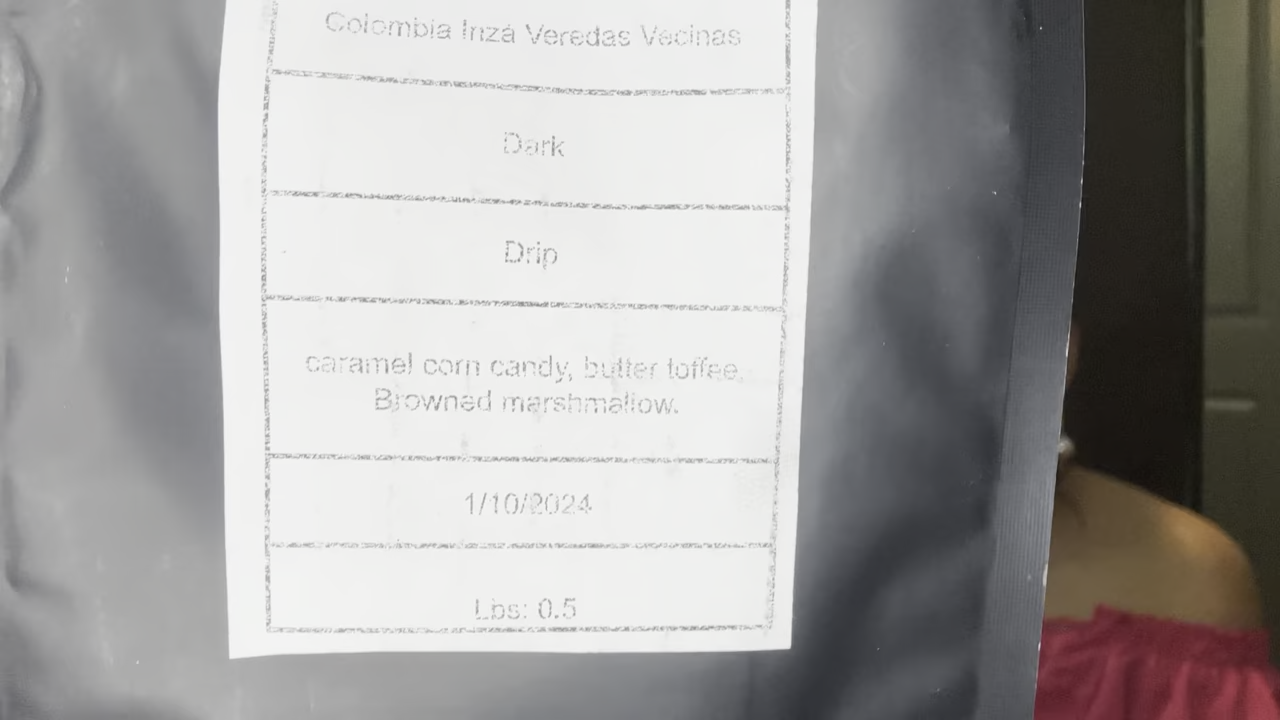 Colombia Inzá Veredas Vecinas
Dark
Drip
caramel corn candy, butter toffee,
Browned marshmallow.
1/10/2024
Lbs: 0.5